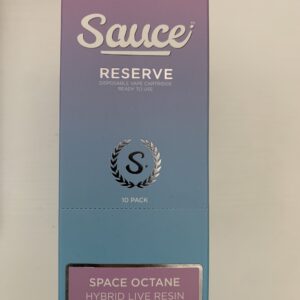 Sauce
RESERVE
DISPOSABLE VAPE CARTRIDGE
READY TO USE
S.
10 PACK
SPACE OCTANE
HYBRID LIVE RESIN